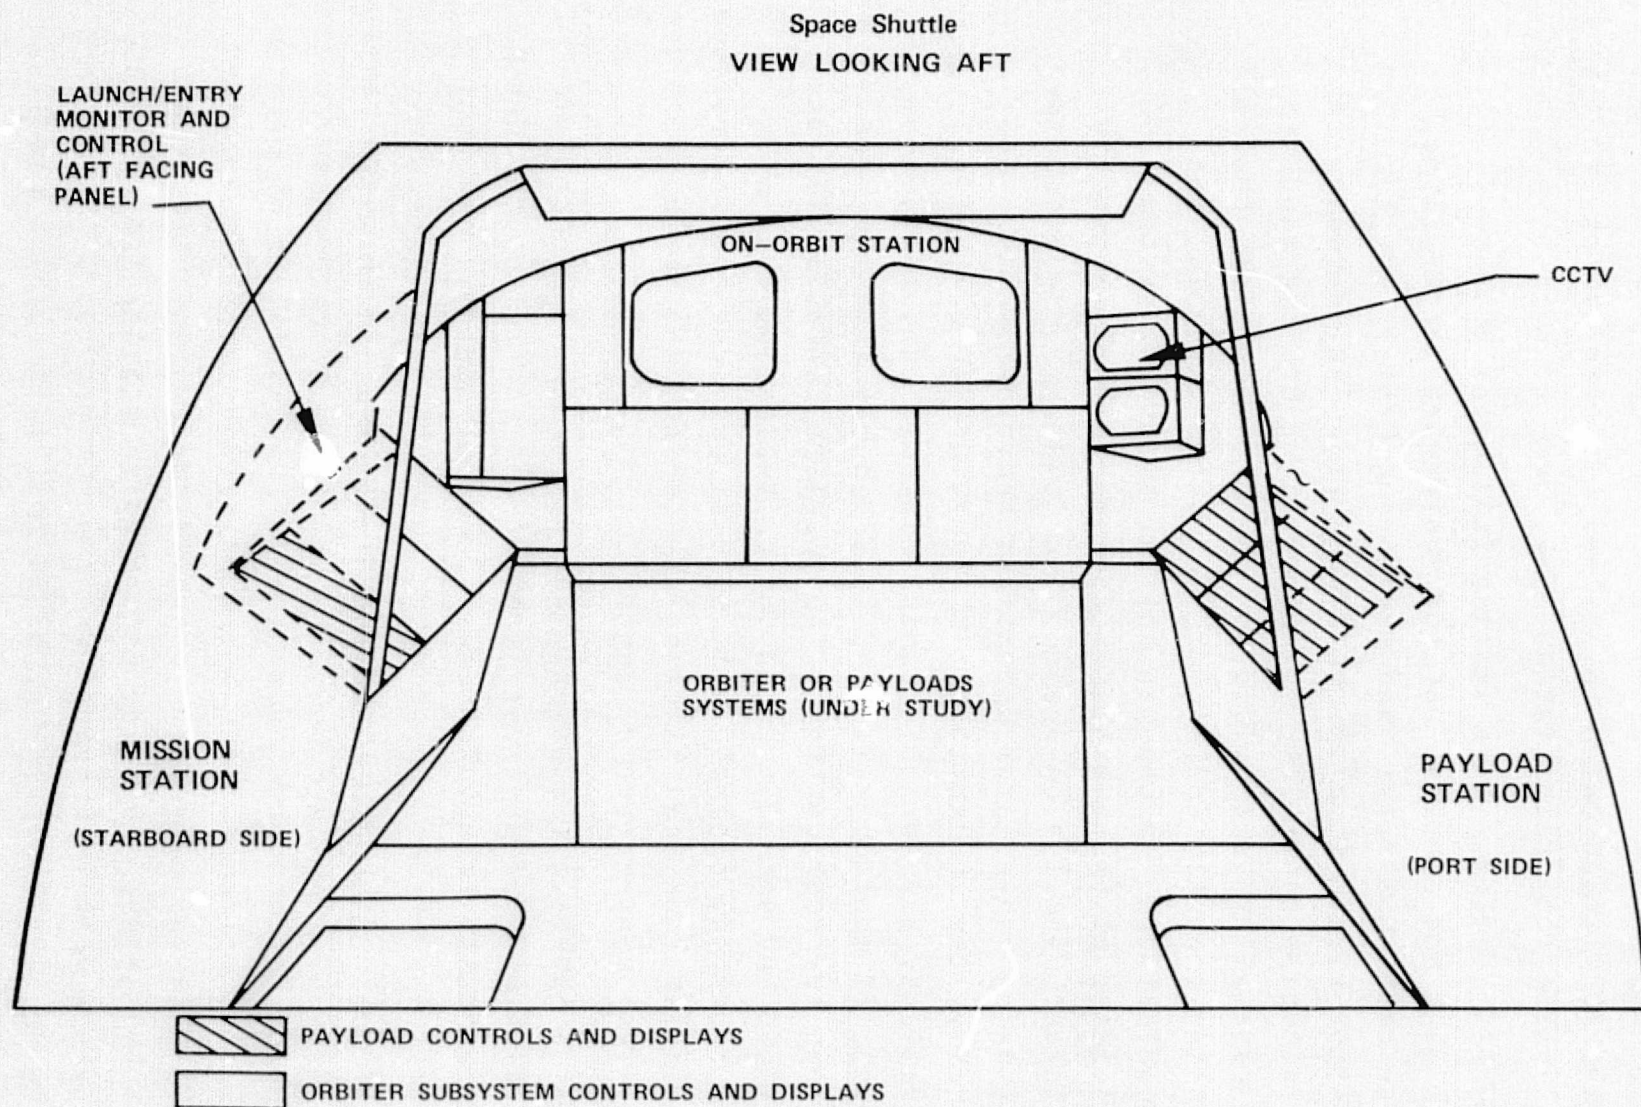 Space Shuttle
VIEW LOOKING AFT
LAUNCH/ENTRY
MONITOR AND
CONTROL
(AFT FACING
PANEL)
ON-ORBIT STATION
CCTV
ORBITER OR PAYLOADS
SYSTEMS (UNDER STUDY)
MISSION
STATION
(STARBOARD SIDE)
PAYLOAD
STATION
(PORT SIDE)
PAYLOAD CONTROLS AND DISPLAYS
ORBITER SUBSYSTEM CONTROLS AND DISPLAYS